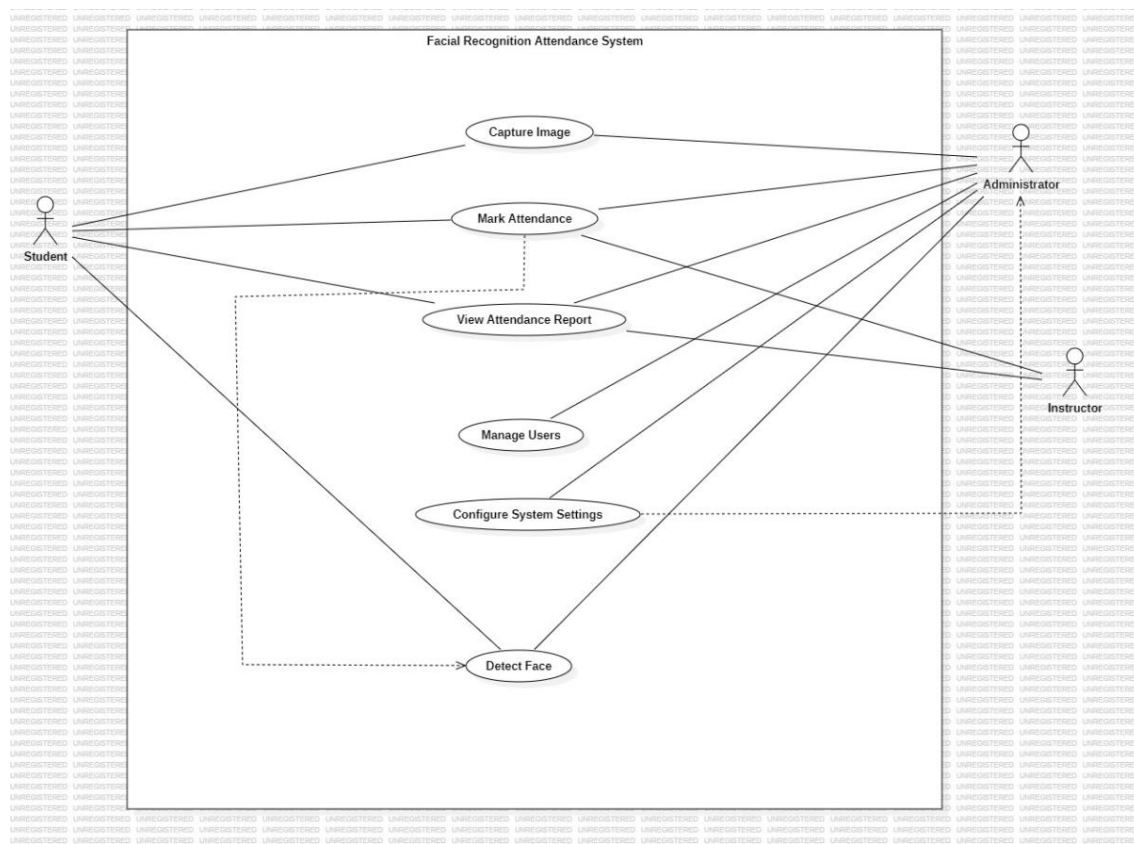 Facial Recognition Attendance System
Capture Image
Administrator
Mark Attendance
Student
View Attendance Report
Instructor
Manage Users
Configure System Settings
Detect Face
UNREGISTERED